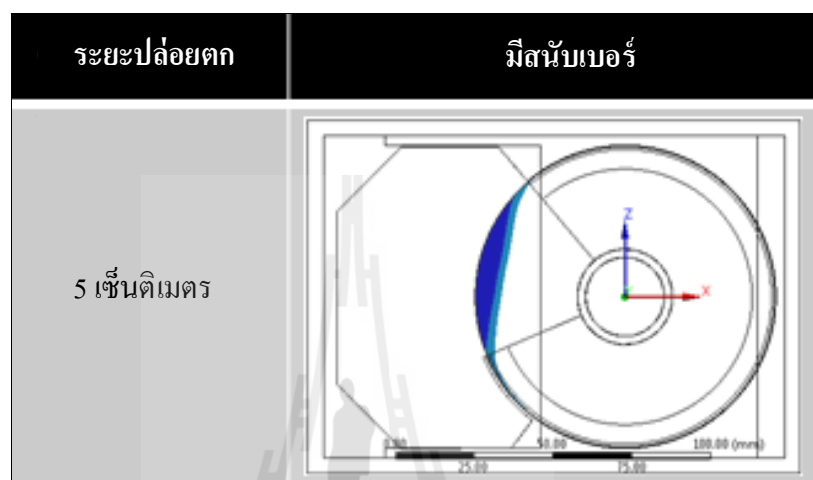 ระยะปล่อยตก
มีสนับเบอร์
5 เซ็นติเมตร
Z
X
0.00
50.00
100.00 (mm)
25.00
75.00